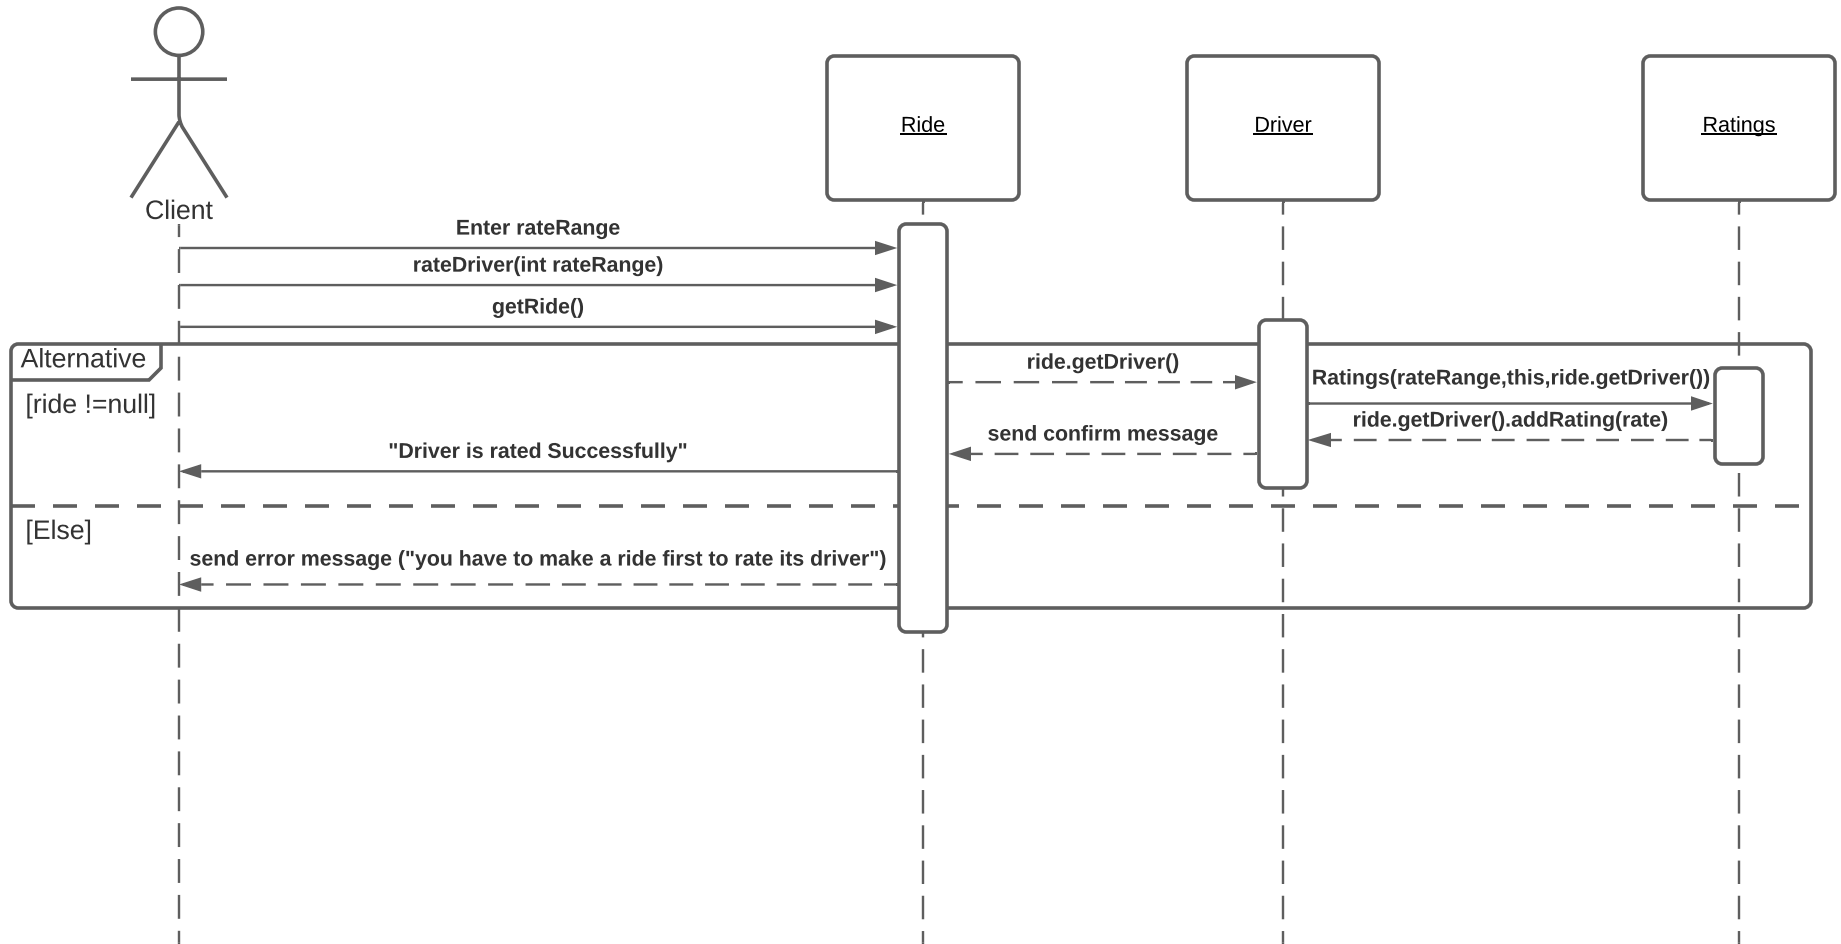 Ride
Driver
Ratings
Client
Enter rateRange
rateDriver(int rateRange)
getRide()
Alternative
ride.getDriver()
Ratings(rateRange,this,ride.getDriver())
[ride !=null]
ride.getDriver().addRating(rate)
send confirm message
"Driver is rated Successfully"
[Else]
send error message ("you have to make a ride first to rate its driver")